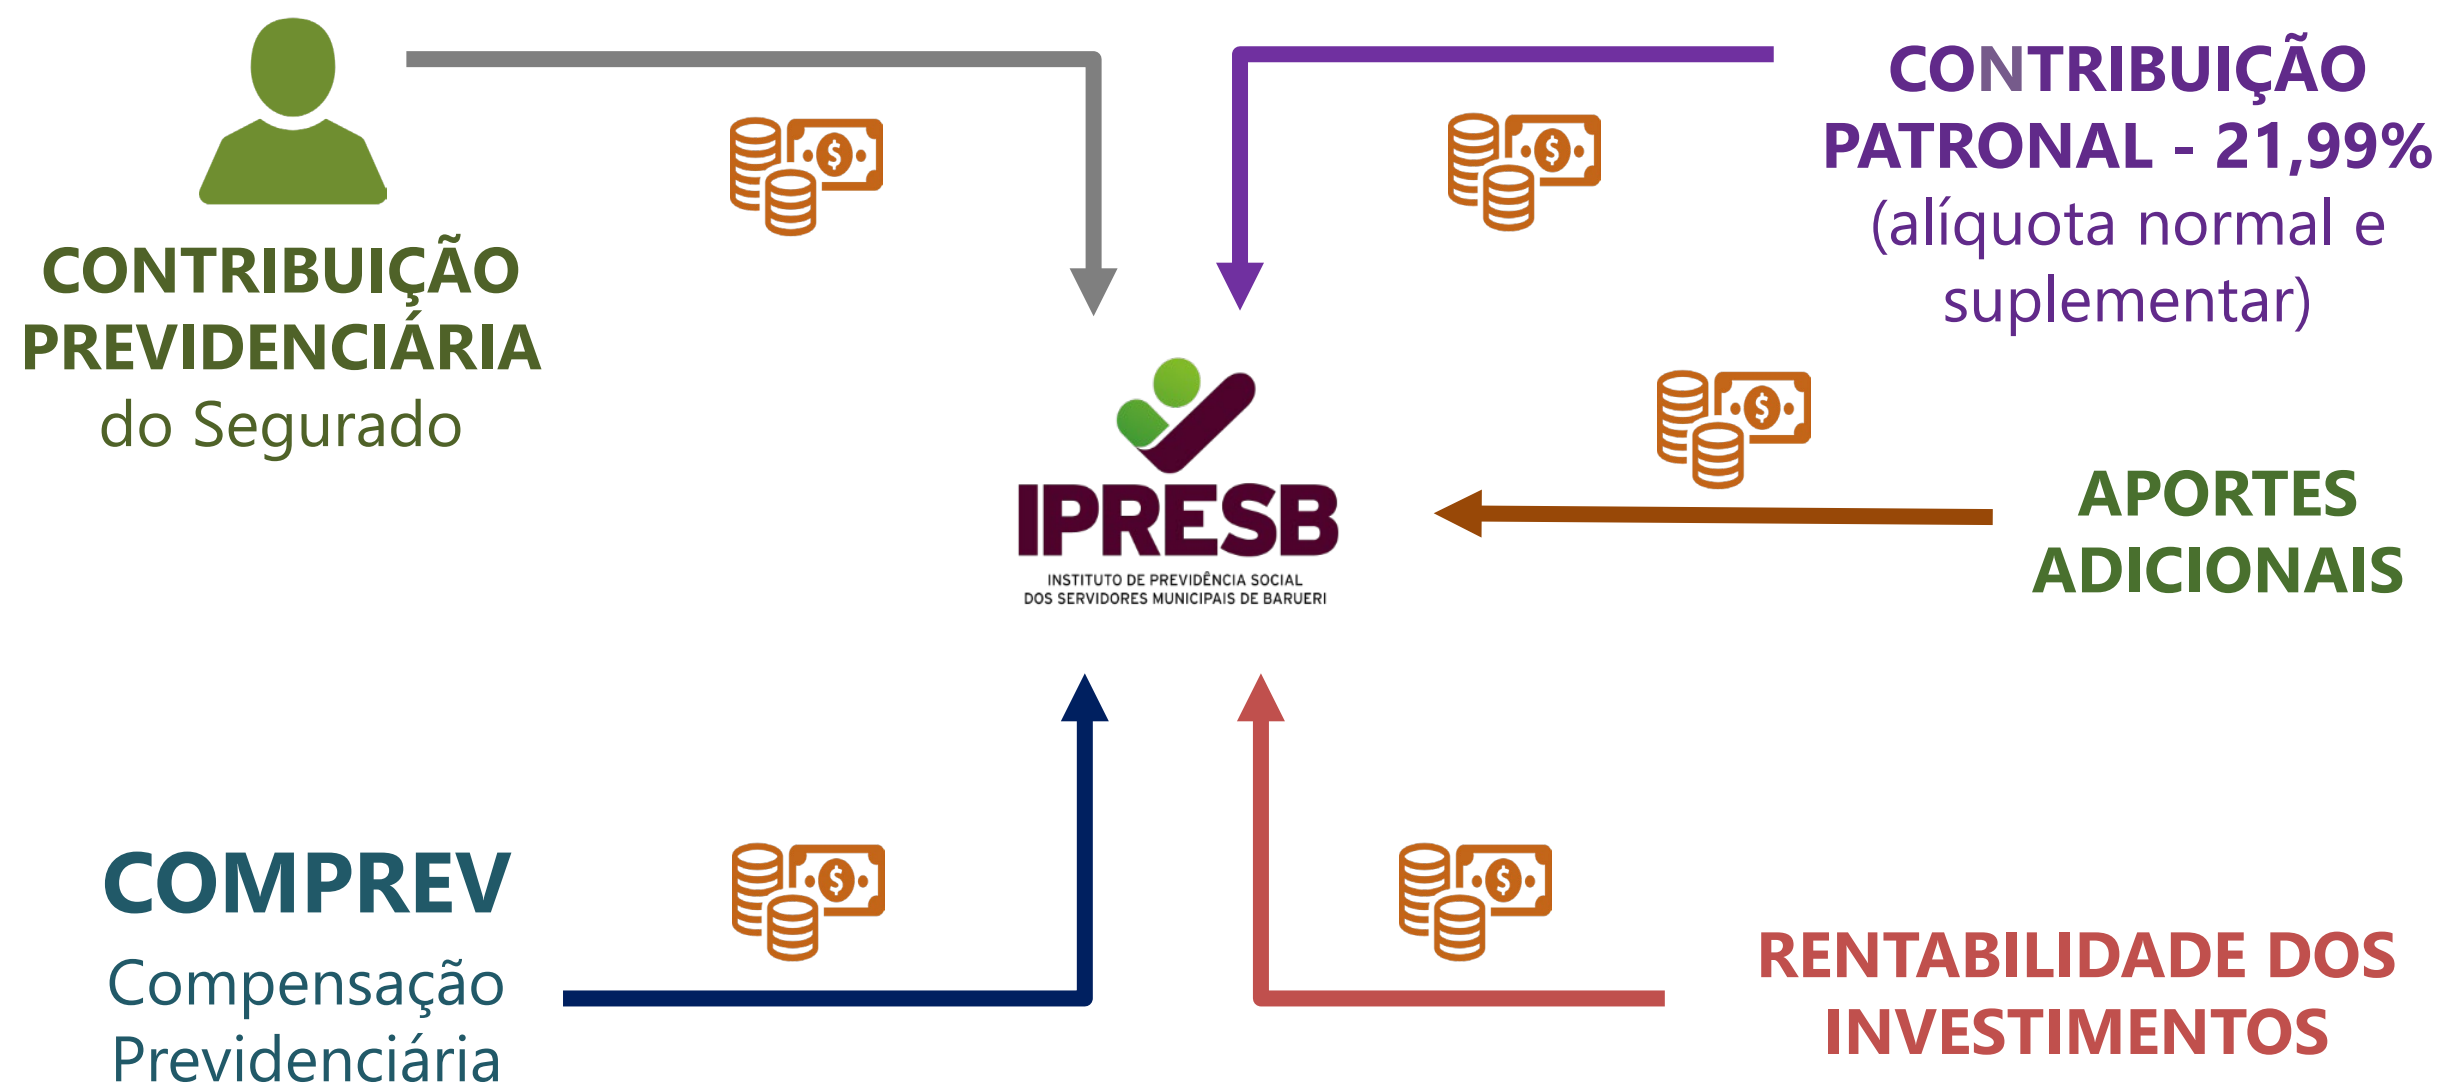 CONTRIBUIÇÃO
PREVIDENCIÁRIA
do Segurado
CONTRIBUIÇÃO
PATRONAL - 21,99%
(alíquota normal e
suplementar)
IPRESB
INSTITUTO DE PREVIDÊNCIA SOCIAL
DOS SERVIDORES MUNICIPAIS DE BARUERI
APORTES
ADICIONAIS
COMPREV
Compensação
Previdenciária
RENTABILIDADE DOS
INVESTIMENTOS